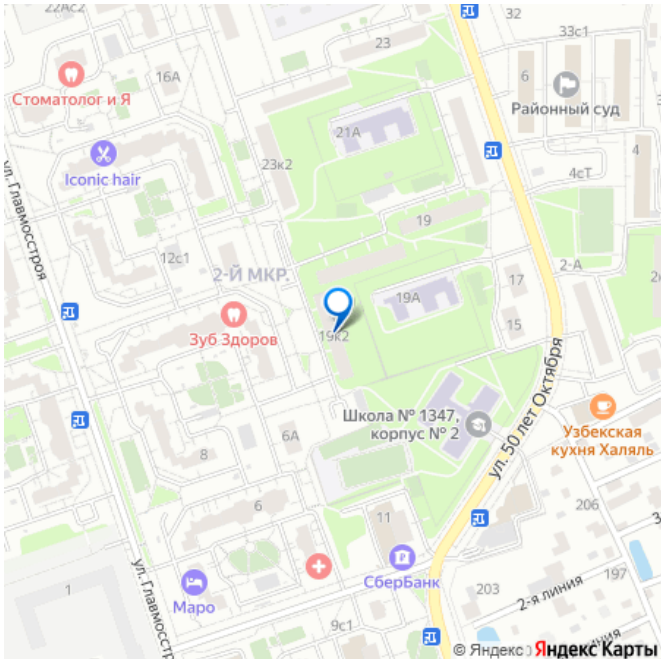 22Ас2
32
33с1
23
16А
6
Стоматолог и Я
Районный суд
21А
4
23к2
4сТ
Iconic hair
ул. Главмосстроя
19
12с1
2-Й МКР.
2-А
17
19А
15
19к2
Зуб Здоров
Школа № 1347,
корпус № 2
ул. 50 лет Октября
Узбекская
кухня Халяль
6А
8
206
6
11
СберБанк
197
203
2-я линия
1
Маро
ул. Главмосстроя
9с1
© Яндекс Яндекс Карты